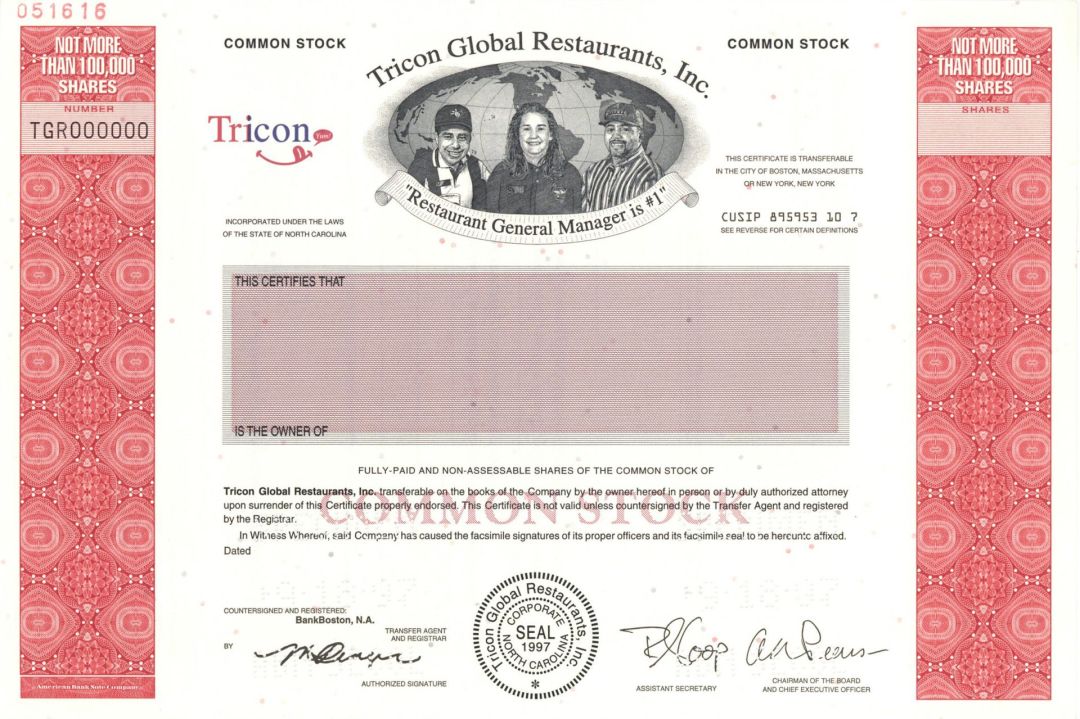 051616
NOT MORE
THAN 100,000
SHARES
NUMBER
TGR000000
COMMON STOCK
Tricon Global Restaurants, Inc.
COMMON STOCK
NOT MORE
THAN 100,000
SHARES
SHARES
Tricon Yum!
"Restaurant General Manager is #1"
THIS CERTIFICATE IS TRANSFERABLE
IN THE CITY OF BOSTON, MASSACHUSETTS
OR NEW YORK, NEW YORK
INCORPORATED UNDER THE LAWS
OF THE STATE OF NORTH CAROLINA
CUSIP 895953 10 7
SEE REVERSE FOR CERTAIN DEFINITIONS
THIS CERTIFIES THAT
IS THE OWNER OF
FULLY-PAID AND NON-ASSESSABLE SHARES OF THE COMMON STOCK OF
Tricon Global Restaurants, Inc. transferable on the books of the Company by the owner hereof in person or by duly authorized attorney
upon surrender of this Certificate properly endorsed. This Certificate is not valid unless countersigned by the Transfer Agent and registered
by the Registrar.
COMMON STOCK
In Witness Whereof, said Company has caused the facsimile signatures of its proper officers and its facsimile seal to be hereunto affixed.
Dated
COUNTERSIGNED AND REGISTERED:
BankBoston, N.A.
TRANSFER AGENT
AND REGISTRAR
BY
AUTHORIZED SIGNATURE
Tricon Global Restaurants, Inc.
CORPORATE
SEAL
1997
NORTH CAROLINA
*
ASSISTANT SECRETARY
CHAIRMAN OF THE BOARD
AND CHIEF EXECUTIVE OFFICER
American Bank Note Company